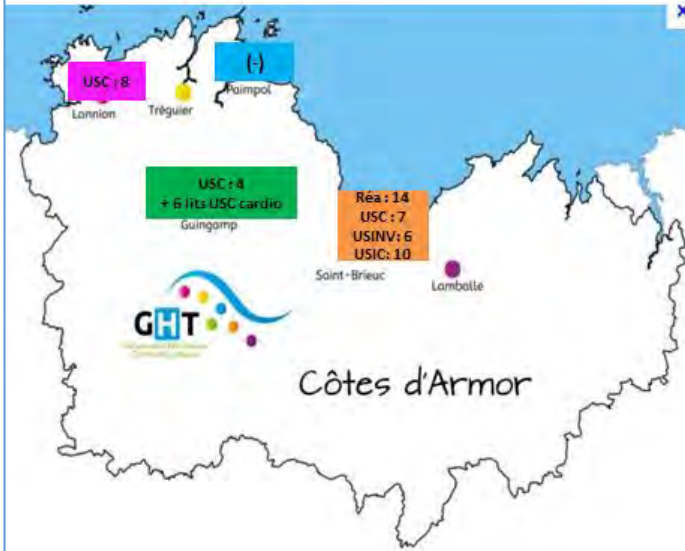 (-)
USC : 8
Paimpol
Lannion
Tréguier
USC : 4
+ 6 lits USC cardio
Guingamp
Réa : 14
USC : 7
USINV: 6
USIC: 10
Saint-Brieuc
Lamballe
GHT
Côtes d'Armor